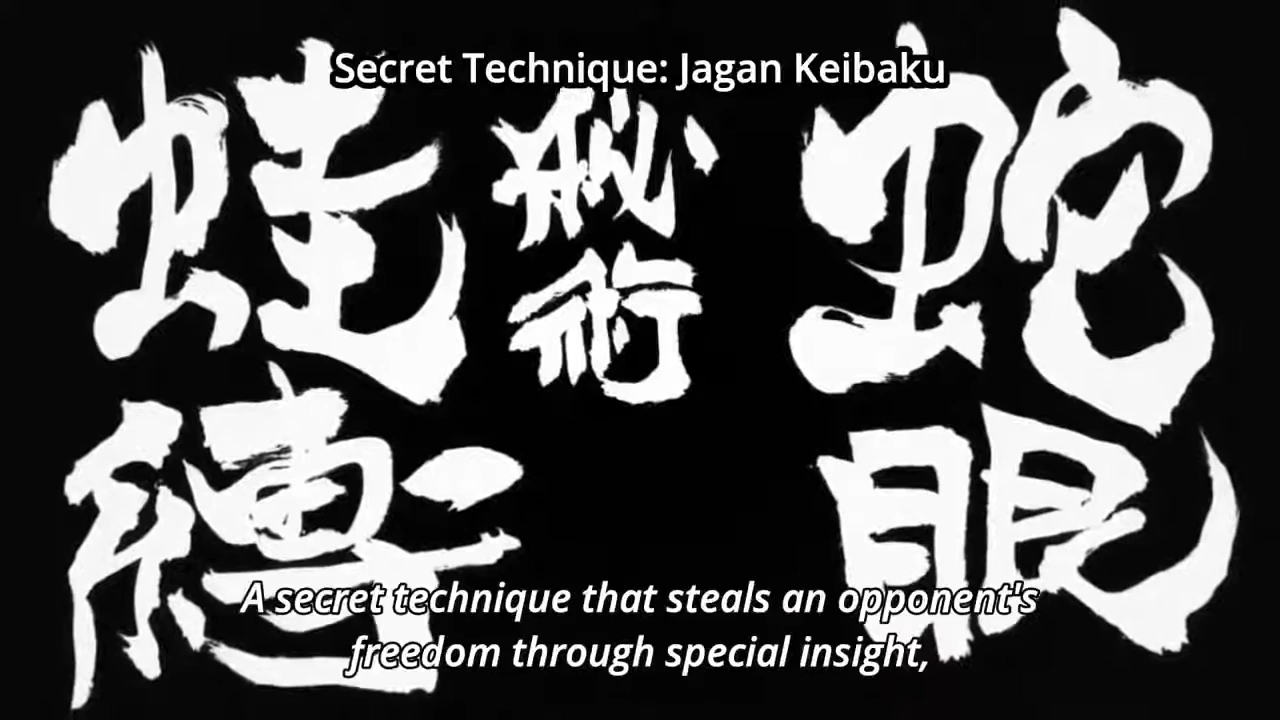 Secret Technique: Jagan Keibaku
秘術
蛇眼
蛙縛
A secret technique that steals an opponent's
freedom through special insight,